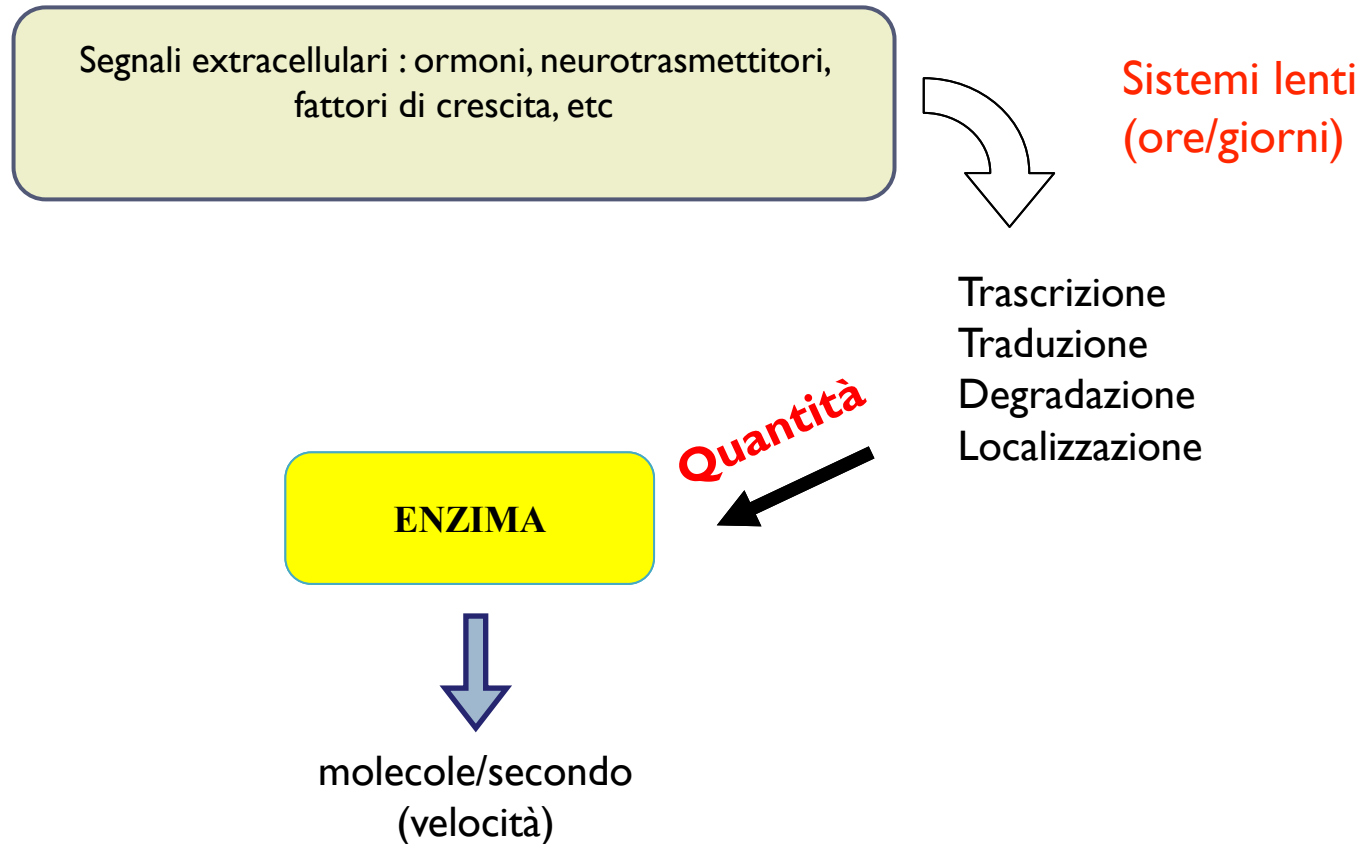 Segnali extracellulari : ormoni, neurotrasmettitori,
fattori di crescita, etc
Sistemi lenti
(ore/giorni)
Trascrizione
Traduzione
Degradazione
Localizzazione
Quantità
ENZIMA
molecole/secondo
(velocità)